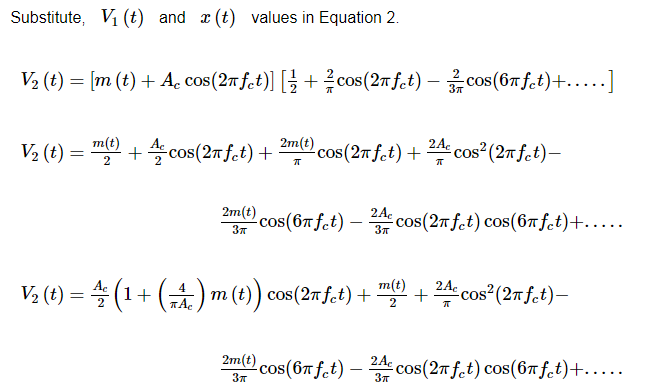 Substitute, V₁ (t) and x (t) values in Equation 2.
V₂ (t) = [m (t) + A_c cos(2πf_ct)] [1/2 + 2/π cos(2πf_ct) − 2/3π cos(6πf_ct)+.....]
V₂ (t) = m(t)/2 + A_c/2 cos(2πf_ct) + 2m(t)/π cos(2πf_ct) + 2A_c/π cos²(2πf_ct)−
2m(t)/3π cos(6πf_ct) − 2A_c/3π cos(2πf_ct) cos(6πf_ct)+.....
V₂ (t) = A_c/2 (1 + (4/πA_c) m (t)) cos(2πf_ct) + m(t)/2 + 2A_c/π cos²(2πf_ct)−
2m(t)/3π cos(6πf_ct) − 2A_c/3π cos(2πf_ct) cos(6πf_ct)+.....